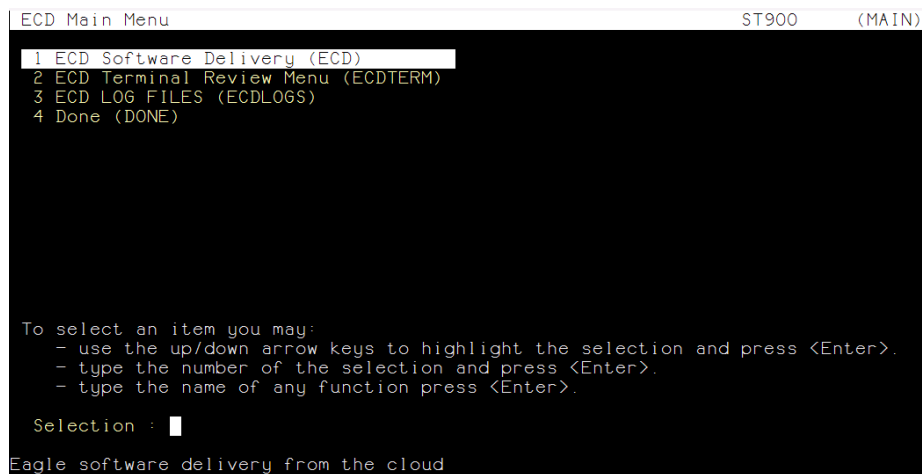 ECD Main Menu ST900 (MAIN)
1 ECD Software Delivery (ECD)
2 ECD Terminal Review Menu (ECDTERM)
3 ECD LOG FILES (ECDLOGS)
4 Done (DONE)
To select an item you may:
- use the up/down arrow keys to highlight the selection and press <Enter>.
- type the number of the selection and press <Enter>.
- type the name of any function press <Enter>.
Selection :
Eagle software delivery from the cloud